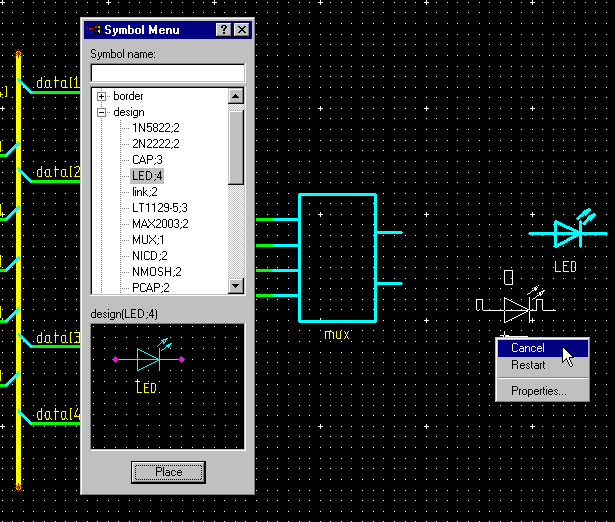 Symbol Menu
Symbol name:
border
design
1N5822;2
2N2222;2
CAP;3
LED;4
link;2
LT1129-5;3
MAX2003;2
MUX;1
NICD;2
NMOSH;2
PCAP;2
design(LED;4)
LED
Place
data[1
data[2
data[3
data[4
mux
LED
Cancel
Restart
Properties...